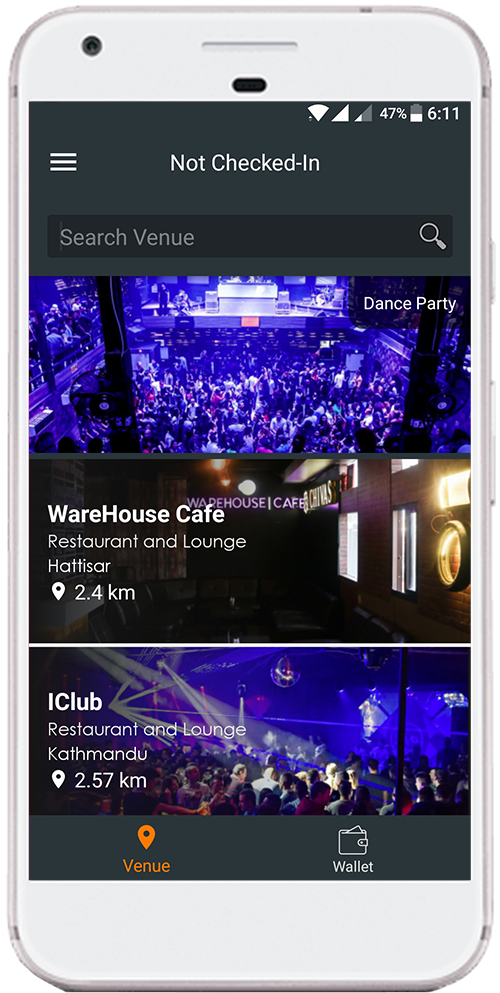 47% 6:11
Not Checked-In
Search Venue
Dance Party
WAREHOUSE | CAFE
CHIVAS
WareHouse Cafe
Restaurant and Lounge
Hattisar
2.4 km
IClub
Restaurant and Lounge
Kathmandu
2.57 km
Venue
Wallet